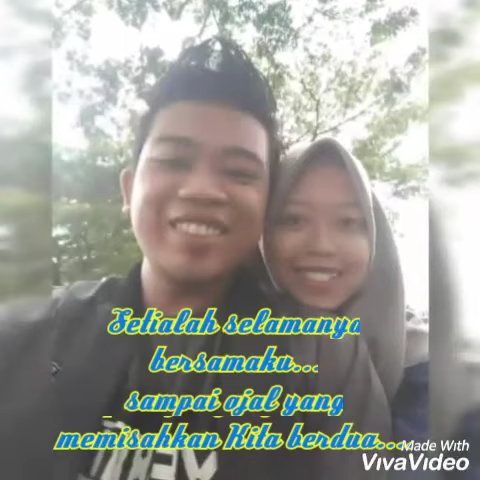 Setialah selamanya
bersamaku...
sampai ajal yang
memisahkan Kita berdua...
Made With
VivaVideo